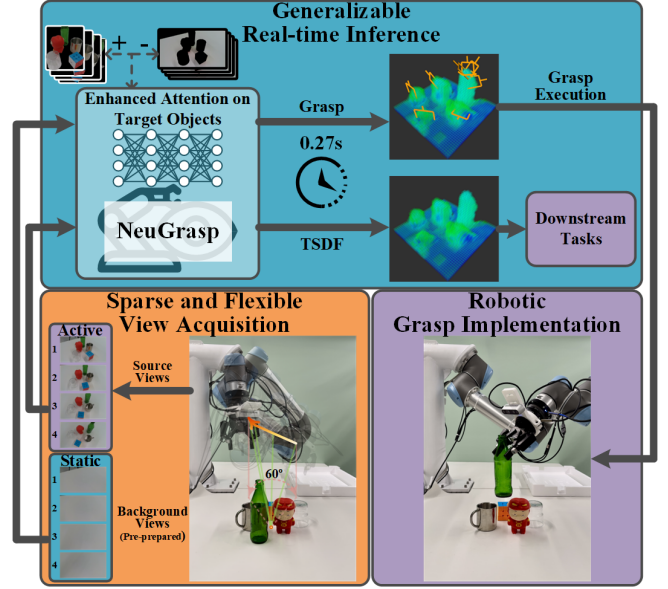 Generalizable
Real-time Inference
+ -
Enhanced Attention on
Target Objects
NeuGrasp
Grasp
0.27s
TSDF
Grasp
Execution
Downstream
Tasks
Sparse and Flexible
View Acquisition
Active
1
2
3
4
Source
Views
Static
1
2
3
4
Background
Views
(Pre-prepared)
60°
Robotic
Grasp Implementation